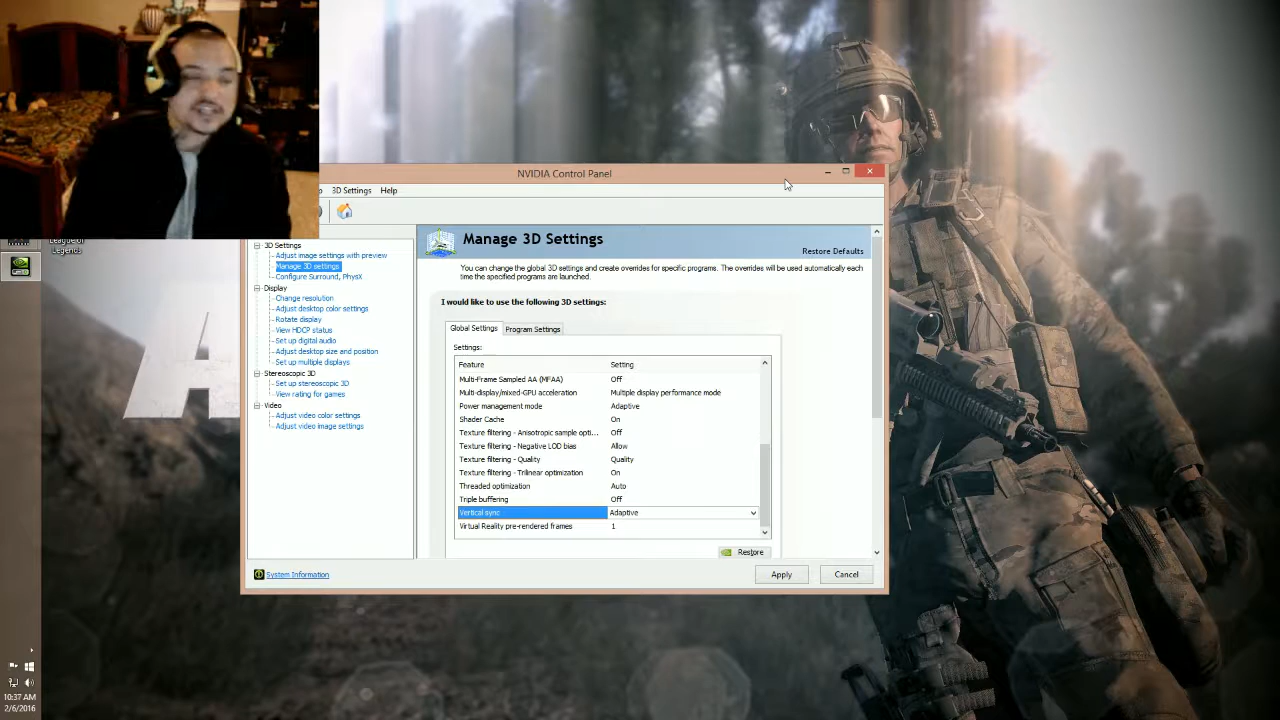 NVIDIA Control Panel
3D Settings Help
League of
Legends
3D Settings
Adjust image settings with preview
Manage 3D settings
Configure Surround, PhysX
Display
Change resolution
Adjust desktop color settings
Rotate display
View HDCP status
Set up digital audio
Adjust desktop size and position
Set up multiple displays
Stereoscopic 3D
Set up stereoscopic 3D
View rating for games
Video
Adjust video color settings
Adjust video image settings
System Information
Manage 3D Settings
Restore Defaults
You can change the global 3D settings and create overrides for specific programs. The overrides will be used automatically each
time the specified programs are launched.
I would like to use the following 3D settings:
Global Settings Program Settings
Settings:
Feature Setting
Multi-Frame Sampled AA (MFAA) Off
Multi-display/mixed-GPU acceleration Multiple display performance mode
Power management mode Adaptive
Shader Cache On
Texture filtering - Anisotropic sample opti... Off
Texture filtering - Negative LOD bias Allow
Texture filtering - Quality Quality
Texture filtering - Trilinear optimization On
Threaded optimization Auto
Triple buffering Off
Vertical sync Adaptive
Virtual Reality pre-rendered frames 1
Restore
Apply Cancel
10:37 AM
2/6/2016